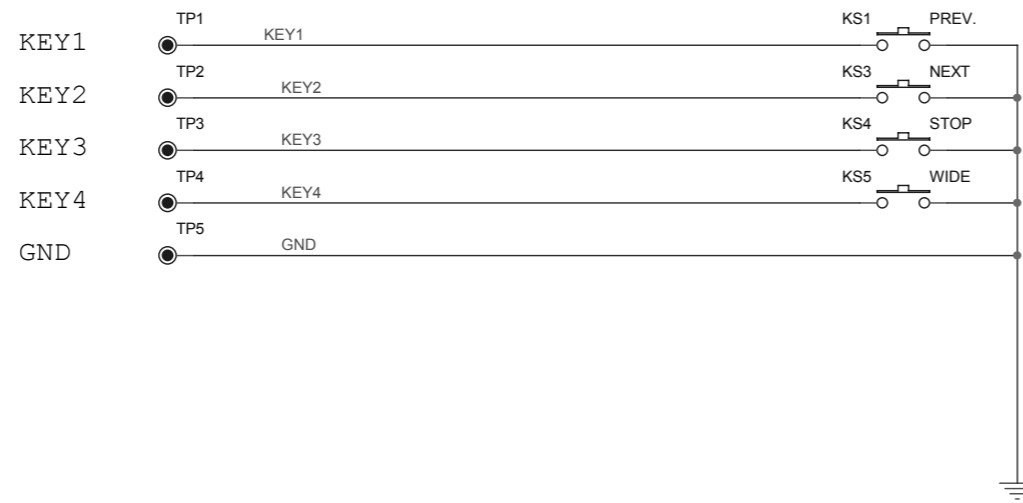 TP1 KS1 PREV.
KEY1 KEY1
TP2 KS3 NEXT
KEY2 KEY2
TP3 KS4 STOP
KEY3 KEY3
TP4 KS5 WIDE
KEY4 KEY4
TP5
GND GND